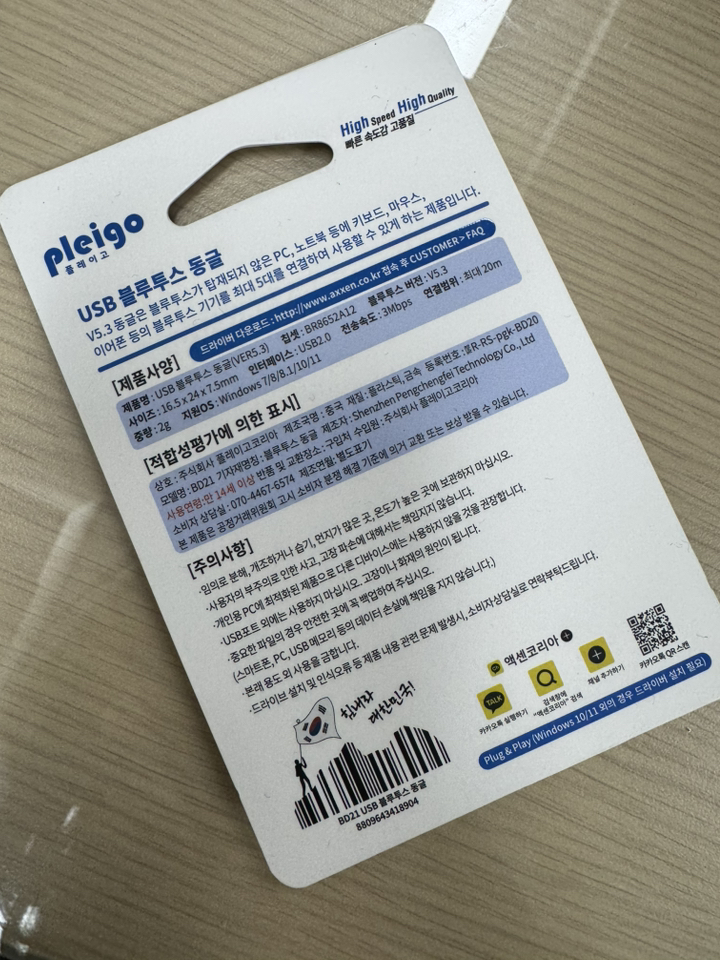 High Speed High Quality
빠른 속도감 고품질
pleigo
플레이고
USB 블루투스 동글
V5.3 동글은 블루투스가 탑재되지 않은 PC, 노트북 등에 키보드, 마우스,
이어폰 등의 블루투스 기기를 최대 5대를 연결하여 사용할 수 있게 하는 제품입니다.
드라이버 다운로드 : http://www.axxen.co.kr 접속 후 CUSTOMER > FAQ
[제품사양]
제품명 : USB 블루투스 동글(VER5.3) 칩셋 : BR8652A12 블루투스 버전 : V5.3
사이즈 : 16.5 x 24 x 7.5mm 인터페이스 : USB2.0 전송속도 : 3Mbps 연결범위 : 최대 20m
중량 : 2g 지원OS : Windows 7/8/8.1/10/11
[적합성평가에 의한 표시]
상호 : 주식회사 플레이고코리아 제조국명 : 중국 재질 : 플라스틱, 금속 등록번호 : R-RS-pgk-BD20
모델명 : BD21 기자재명칭 : 블루투스 동글 제조자 : Shenzhen Pengchengfei Technology Co., Ltd
사용연령:만 14세 이상 반품 및 교환장소 : 구입처 수입원 : 주식회사 플레이고코리아
소비자 상담실 : 070-4467-6574 제조연월: 별도표기
본 제품은 공정거래위원회 고시 소비자 분쟁 해결 기준에 의거 교환 또는 보상 받을 수 있습니다.
[주의사항]
·임의로 분해, 개조하거나 습기, 먼지가 많은 곳, 온도가 높은 곳에 보관하지 마십시오.
·사용자의 부주의로 인한 사고, 고장 파손에 대해서는 책임지지 않습니다.
·개인용 PC에 최적화된 제품으로 다른 디바이스에는 사용하지 않을 것을 권장합니다.
·USB포트 외에는 사용하지 마십시오. 고장이나 화재의 원인이 됩니다.
·중요한 파일의 경우 안전한 곳에 꼭 백업하여 주십시오.
(스마트폰, PC, USB 메모리 등의 데이터 손실에 책임을 지지 않습니다.)
·본래 용도 외 사용을 금합니다.
·드라이버 설치 및 인식오류 등 제품 내용 관련 문제 발생시, 소비자상담실로 연락부탁드립니다.
힘내라
대한민국!
BD21 USB 블루투스 동글
8809643418904
액센코리아
TALK
카카오톡 실행하기
검색창에
"액센코리아" 검색
채널 추가하기
카카오톡 QR스캔
Plug & Play (Windows 10/11 외의 경우 드라이버 설치 필요)